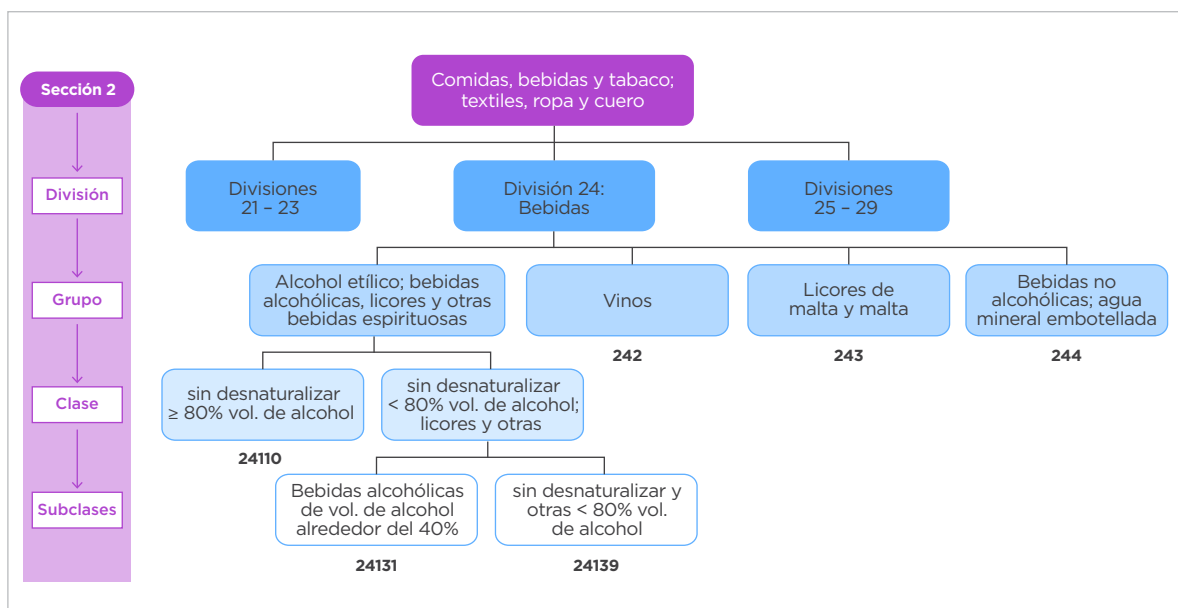 Sección 2
División
Grupo
Clase
Subclases
Comidas, bebidas y tabaco;
textiles, ropa y cuero
Divisiones
21 – 23
División 24:
Bebidas
Divisiones
25 – 29
Alcohol etílico; bebidas
alcohólicas, licores y otras
bebidas espirituosas
Vinos
242
Licores de
malta y malta
243
Bebidas no
alcohólicas; agua
mineral embotellada
244
sin desnaturalizar
≥ 80% vol. de alcohol
24110
sin desnaturalizar
< 80% vol. de alcohol;
licores y otras
Bebidas alcohólicas
de vol. de alcohol
alrededor del 40%
24131
sin desnaturalizar y
otras < 80% vol.
de alcohol
24139